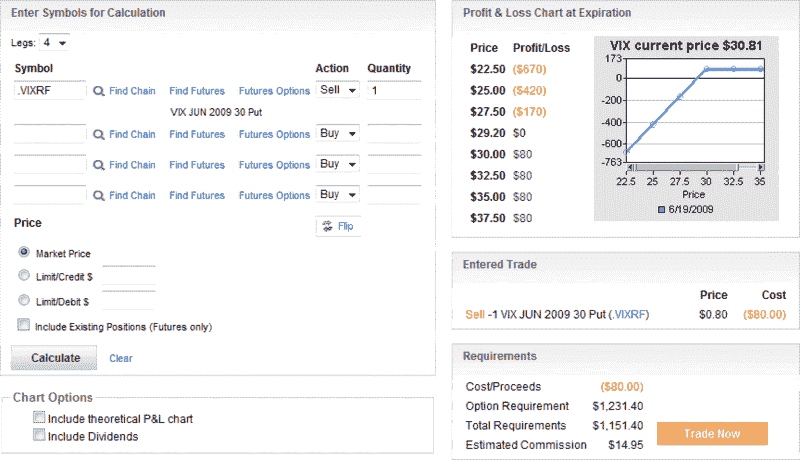 Enter Symbols for Calculation
Legs: 4
Symbol Action Quantity
.VIXRF Find Chain Find Futures Futures Options Sell 1
VIX JUN 2009 30 Put
Find Chain Find Futures Futures Options Buy
Find Chain Find Futures Futures Options Buy
Find Chain Find Futures Futures Options Buy
Price Flip
Market Price
Limit/Credit $
Limit/Debit $
Include Existing Positions (Futures only)
Calculate Clear
Chart Options
Include theoretical P&L chart
Include Dividends
Profit & Loss Chart at Expiration
Price Profit/Loss
$22.50 ($670)
$25.00 ($420)
$27.50 ($170)
$29.20 $0
$30.00 $80
$32.50 $80
$35.00 $80
$37.50 $80
VIX current price $30.81
173
0
-200
-400
-600
-763
22.5 25 27.5 30 32.5 35
Price
6/19/2009
Entered Trade
Price Cost
Sell -1 VIX JUN 2009 30 Put (.VIXRF) $0.80 ($80.00)
Requirements
Cost/Proceeds ($80.00)
Option Requirement $1,231.40
Total Requirements $1,151.40
Estimated Commission $14.95
Trade Now